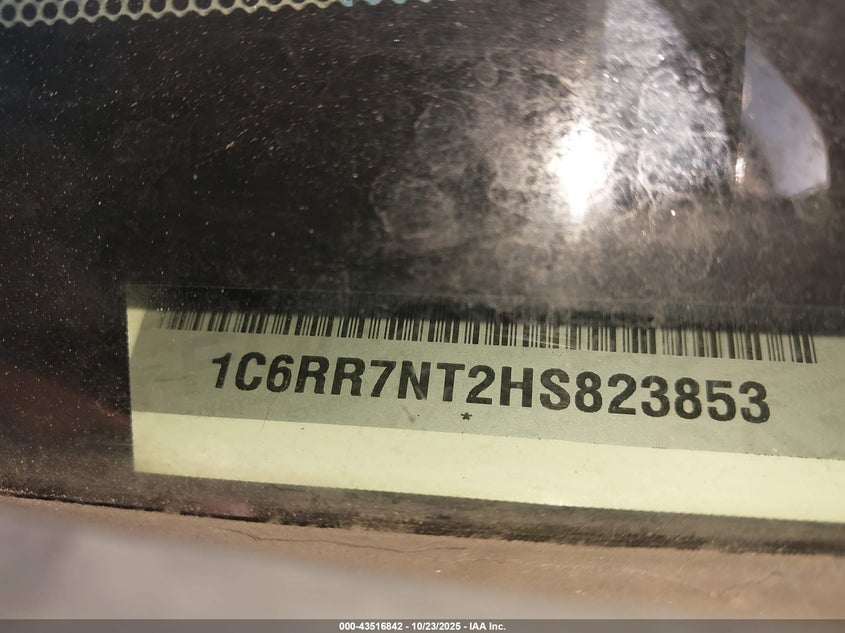 1C6RR7NT2HS823853
*
000-43516842 - 10/23/2025 - IAA Inc.